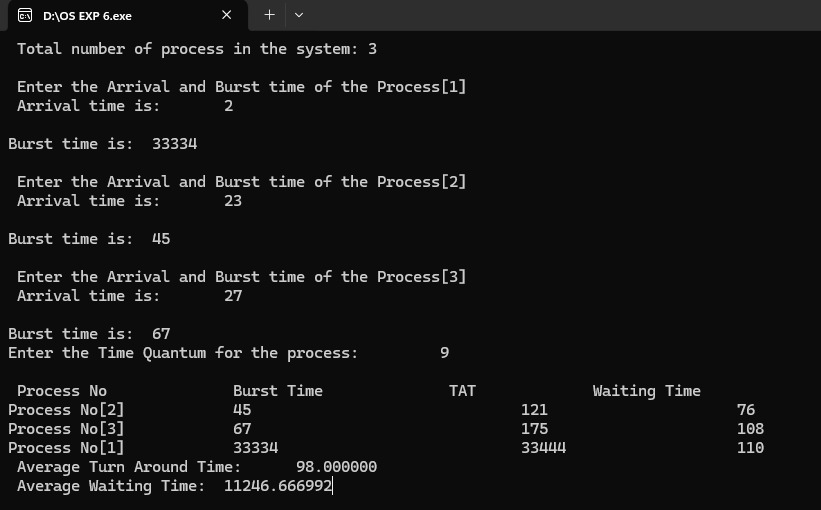 D:\OS EXP 6.exe
Total number of process in the system: 3
Enter the Arrival and Burst time of the Process[1]
Arrival time is: 2
Burst time is: 33334
Enter the Arrival and Burst time of the Process[2]
Arrival time is: 23
Burst time is: 45
Enter the Arrival and Burst time of the Process[3]
Arrival time is: 27
Burst time is: 67
Enter the Time Quantum for the process: 9
Process No Burst Time TAT Waiting Time
Process No[2] 45 121 76
Process No[3] 67 175 108
Process No[1] 33334 33444 110
Average Turn Around Time: 98.000000
Average Waiting Time: 11246.666992